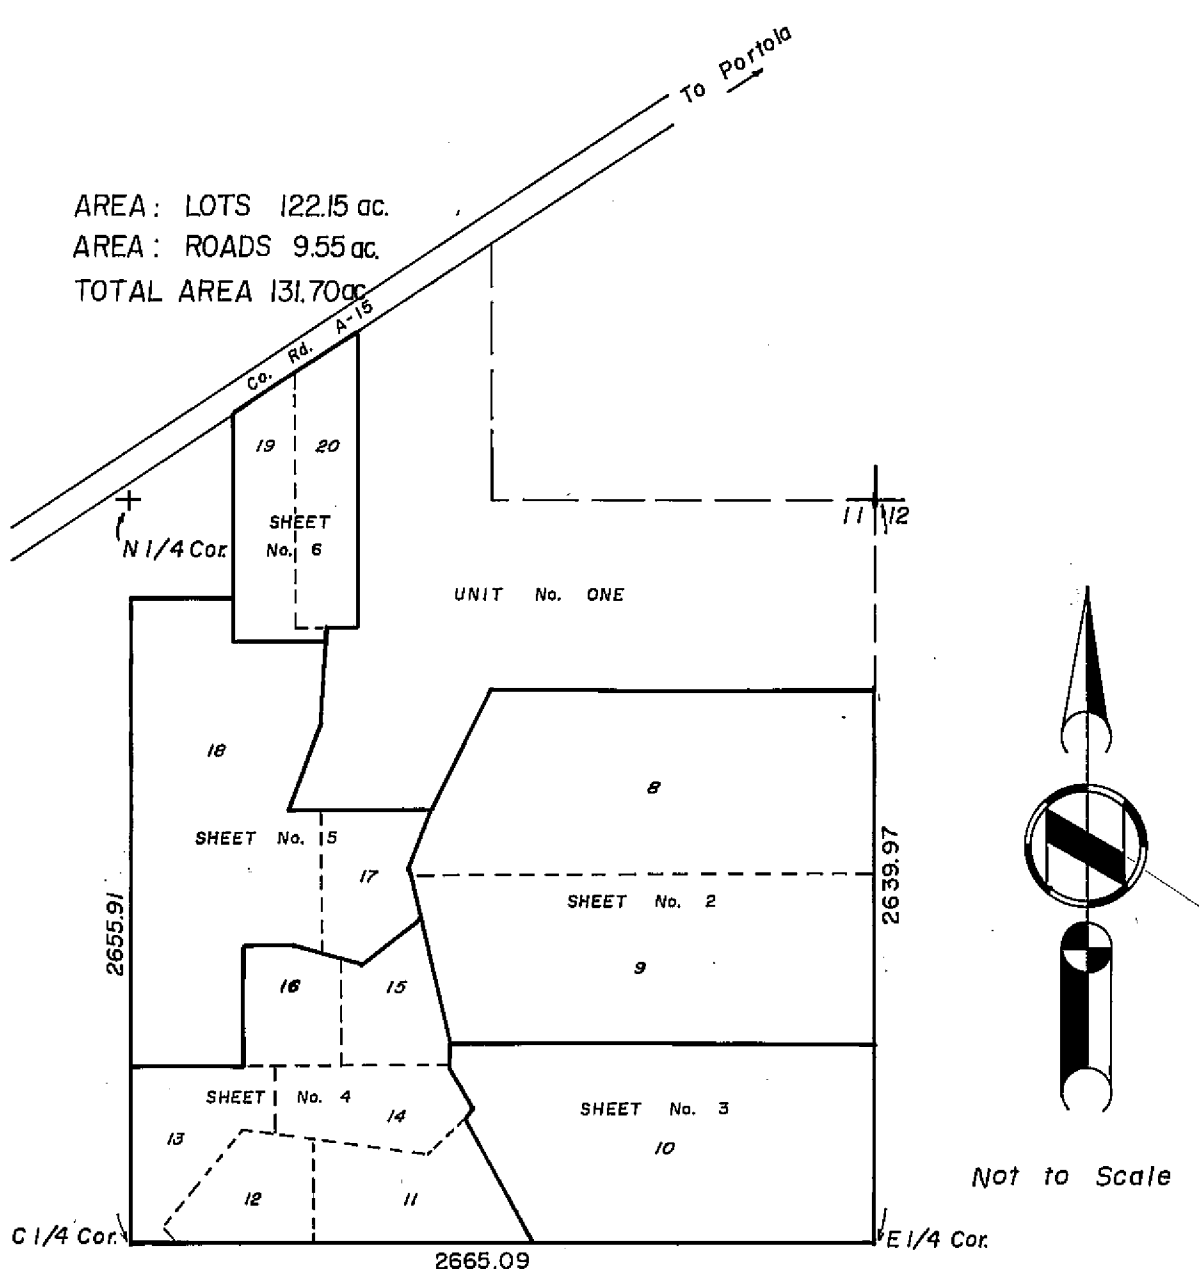 To Portola
AREA: LOTS 122.15 ac.
AREA: ROADS 9.55 ac.
TOTAL AREA 131.70 ac
Co. Rd. A-15
19
20
SHEET
No. 6
N 1/4 Cor.
11 12
UNIT No. ONE
18
8
SHEET No. 5
17
2655.91
2639.97
SHEET No. 2
9
16
15
SHEET No. 4
14
13
SHEET No. 3
10
12
11
N
Not to Scale
C 1/4 Cor.
E 1/4 Cor.
2665.09